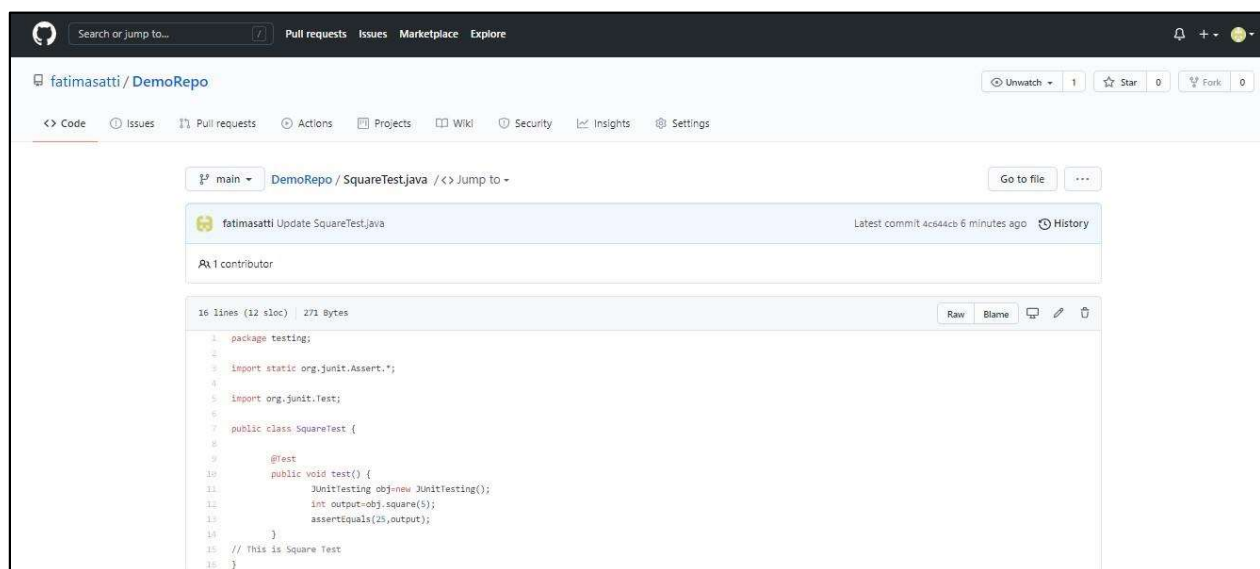 Search or jump to... / Pull requests Issues Marketplace Explore
fatimasatti / DemoRepo Unwatch 1 Star 0 Fork 0
<> Code Issues Pull requests Actions Projects Wiki Security Insights Settings
main DemoRepo / SquareTest.java / <> Jump to Go to file ...
fatimasatti Update SquareTest.java Latest commit 4c644cb 6 minutes ago History
1 contributor
16 lines (12 sloc) | 271 Bytes Raw Blame
1 package testing;
2
3 import static org.junit.Assert.*;
4
5 import org.junit.Test;
6
7 public class SquareTest {
8
9 @Test
10 public void test() {
11 JUnitTesting obj=new JUnitTesting();
12 int output=obj.square(5);
13 assertEquals(25,output);
14 }
15 // This is Square Test
16 }